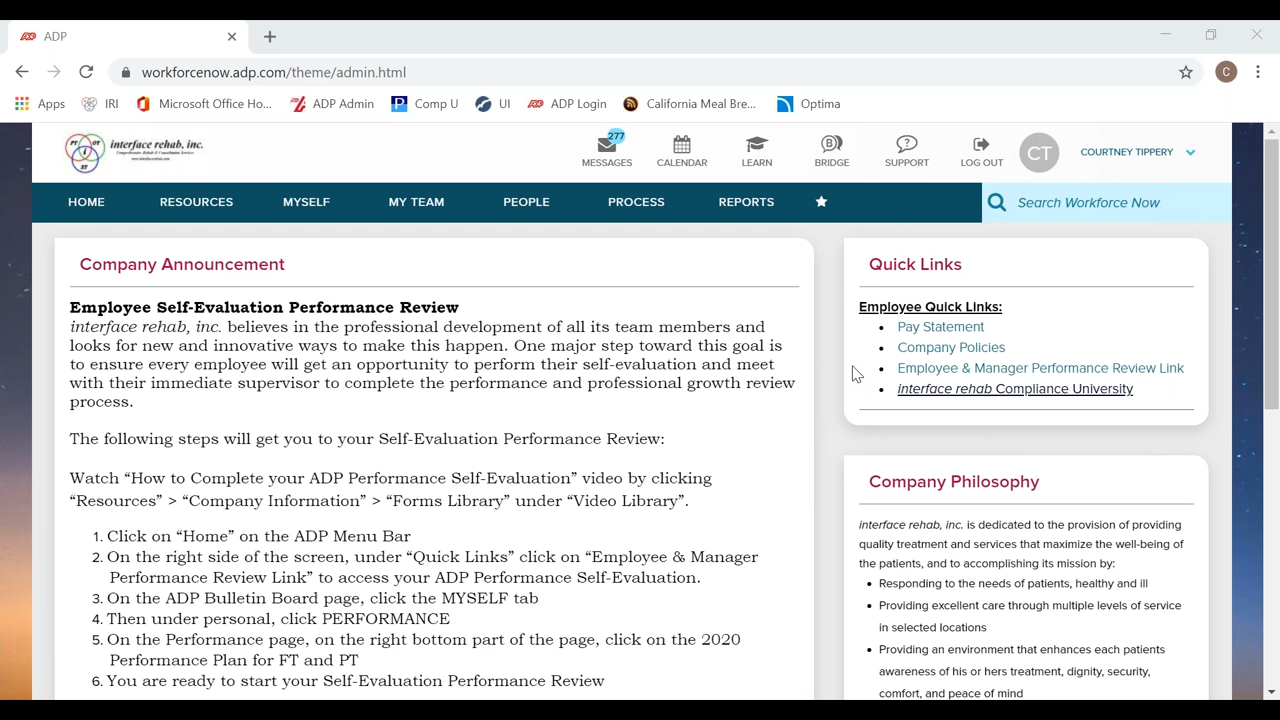 ADP
workforcenow.adp.com/theme/admin.html
C
Apps IRI Microsoft Office Ho... ADP Admin Comp U UI ADP Login California Meal Bre... Optima
interface rehab, inc.
277
MESSAGES CALENDAR LEARN BRIDGE SUPPORT LOG OUT CT COURTNEY TIPPERY
HOME RESOURCES MYSELF MY TEAM PEOPLE PROCESS REPORTS Search Workforce Now
Company Announcement
Employee Self-Evaluation Performance Review
interface rehab, inc. believes in the professional development of all its team members and
looks for new and innovative ways to make this happen. One major step toward this goal is
to ensure every employee will get an opportunity to perform their self-evaluation and meet
with their immediate supervisor to complete the performance and professional growth review
process.
The following steps will get you to your Self-Evaluation Performance Review:
Watch “How to Complete your ADP Performance Self-Evaluation” video by clicking
“Resources” > “Company Information” > “Forms Library” under “Video Library”.
1. Click on “Home” on the ADP Menu Bar
2. On the right side of the screen, under “Quick Links” click on “Employee & Manager
Performance Review Link” to access your ADP Performance Self-Evaluation.
3. On the ADP Bulletin Board page, click the MYSELF tab
4. Then under personal, click PERFORMANCE
5. On the Performance page, on the right bottom part of the page, click on the 2020
Performance Plan for FT and PT
6. You are ready to start your Self-Evaluation Performance Review
Quick Links
Employee Quick Links:
• Pay Statement
• Company Policies
• Employee & Manager Performance Review Link
• interface rehab Compliance University
Company Philosophy
interface rehab, inc. is dedicated to the provision of providing
quality treatment and services that maximize the well-being of
the patients, and to accomplishing its mission by:
• Responding to the needs of patients, healthy and ill
• Providing excellent care through multiple levels of service
in selected locations
• Providing an environment that enhances each patients
awareness of his or hers treatment, dignity, security,
comfort, and peace of mind